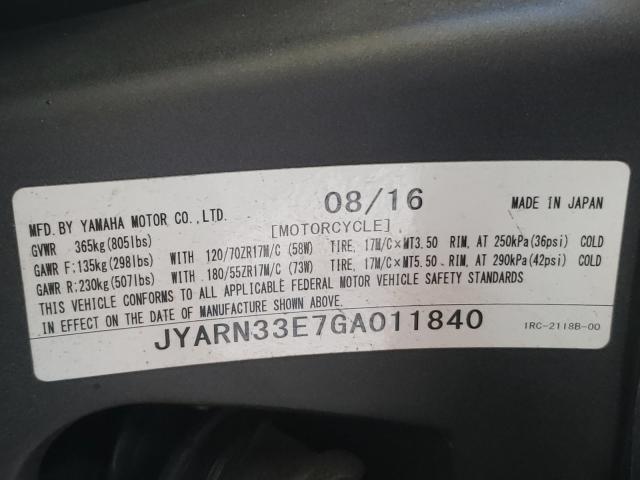 08/16 MADE IN JAPAN
MFD. BY YAMAHA MOTOR CO., LTD. [MOTORCYCLE]
GVWR 365kg(805lbs)
GAWR F:135kg(298lbs) WITH 120/70ZR17M/C (58W) TIRE, 17M/C×MT3.50 RIM, AT 250kPa(36psi) COLD
GAWR R:230kg(507lbs) WITH 180/55ZR17M/C (73W) TIRE, 17M/C×MT5.50 RIM, AT 290kPa(42psi) COLD
THIS VEHICLE CONFORMS TO ALL APPLICABLE FEDERAL MOTOR VEHICLE SAFETY STANDARDS
IN EFFECT ON THE DATE OF MANUFACTURE SHOWN ABOVE.
JYARN33E7GA011840 1RC-2118B-00